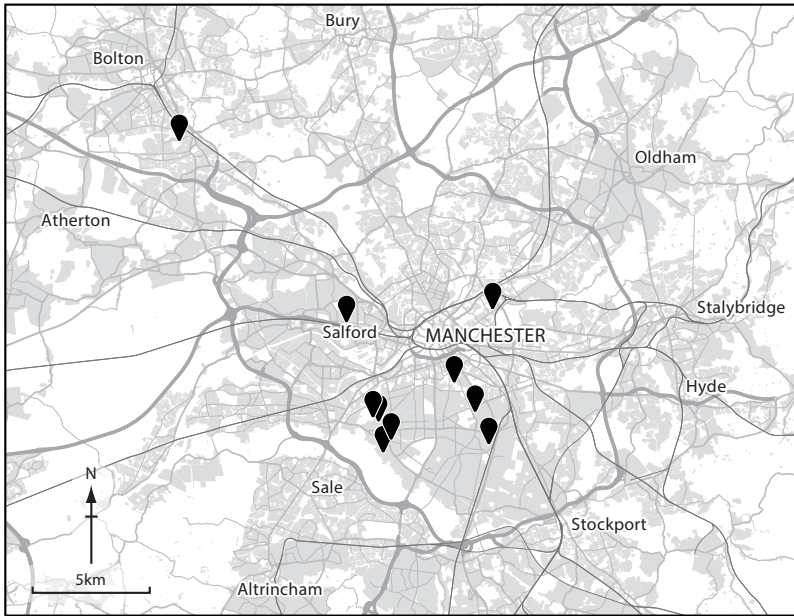 Bury
Bolton
Oldham
Atherton
Stalybridge
Salford
MANCHESTER
Hyde
N
Sale
Stockport
5km
Altrincham